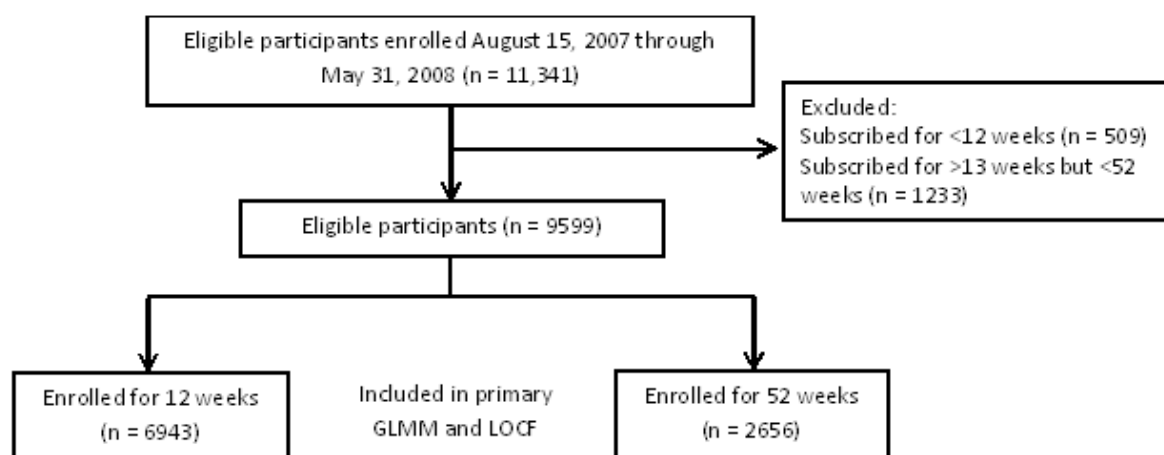 Eligible participants enrolled August 15, 2007 through
May 31, 2008 (n = 11,341)
Excluded:
Subscribed for <12 weeks (n = 509)
Subscribed for >13 weeks but <52
weeks (n = 1233)
Eligible participants (n = 9599)
Enrolled for 12 weeks
(n = 6943)
Included in primary
GLMM and LOCF
Enrolled for 52 weeks
(n = 2656)